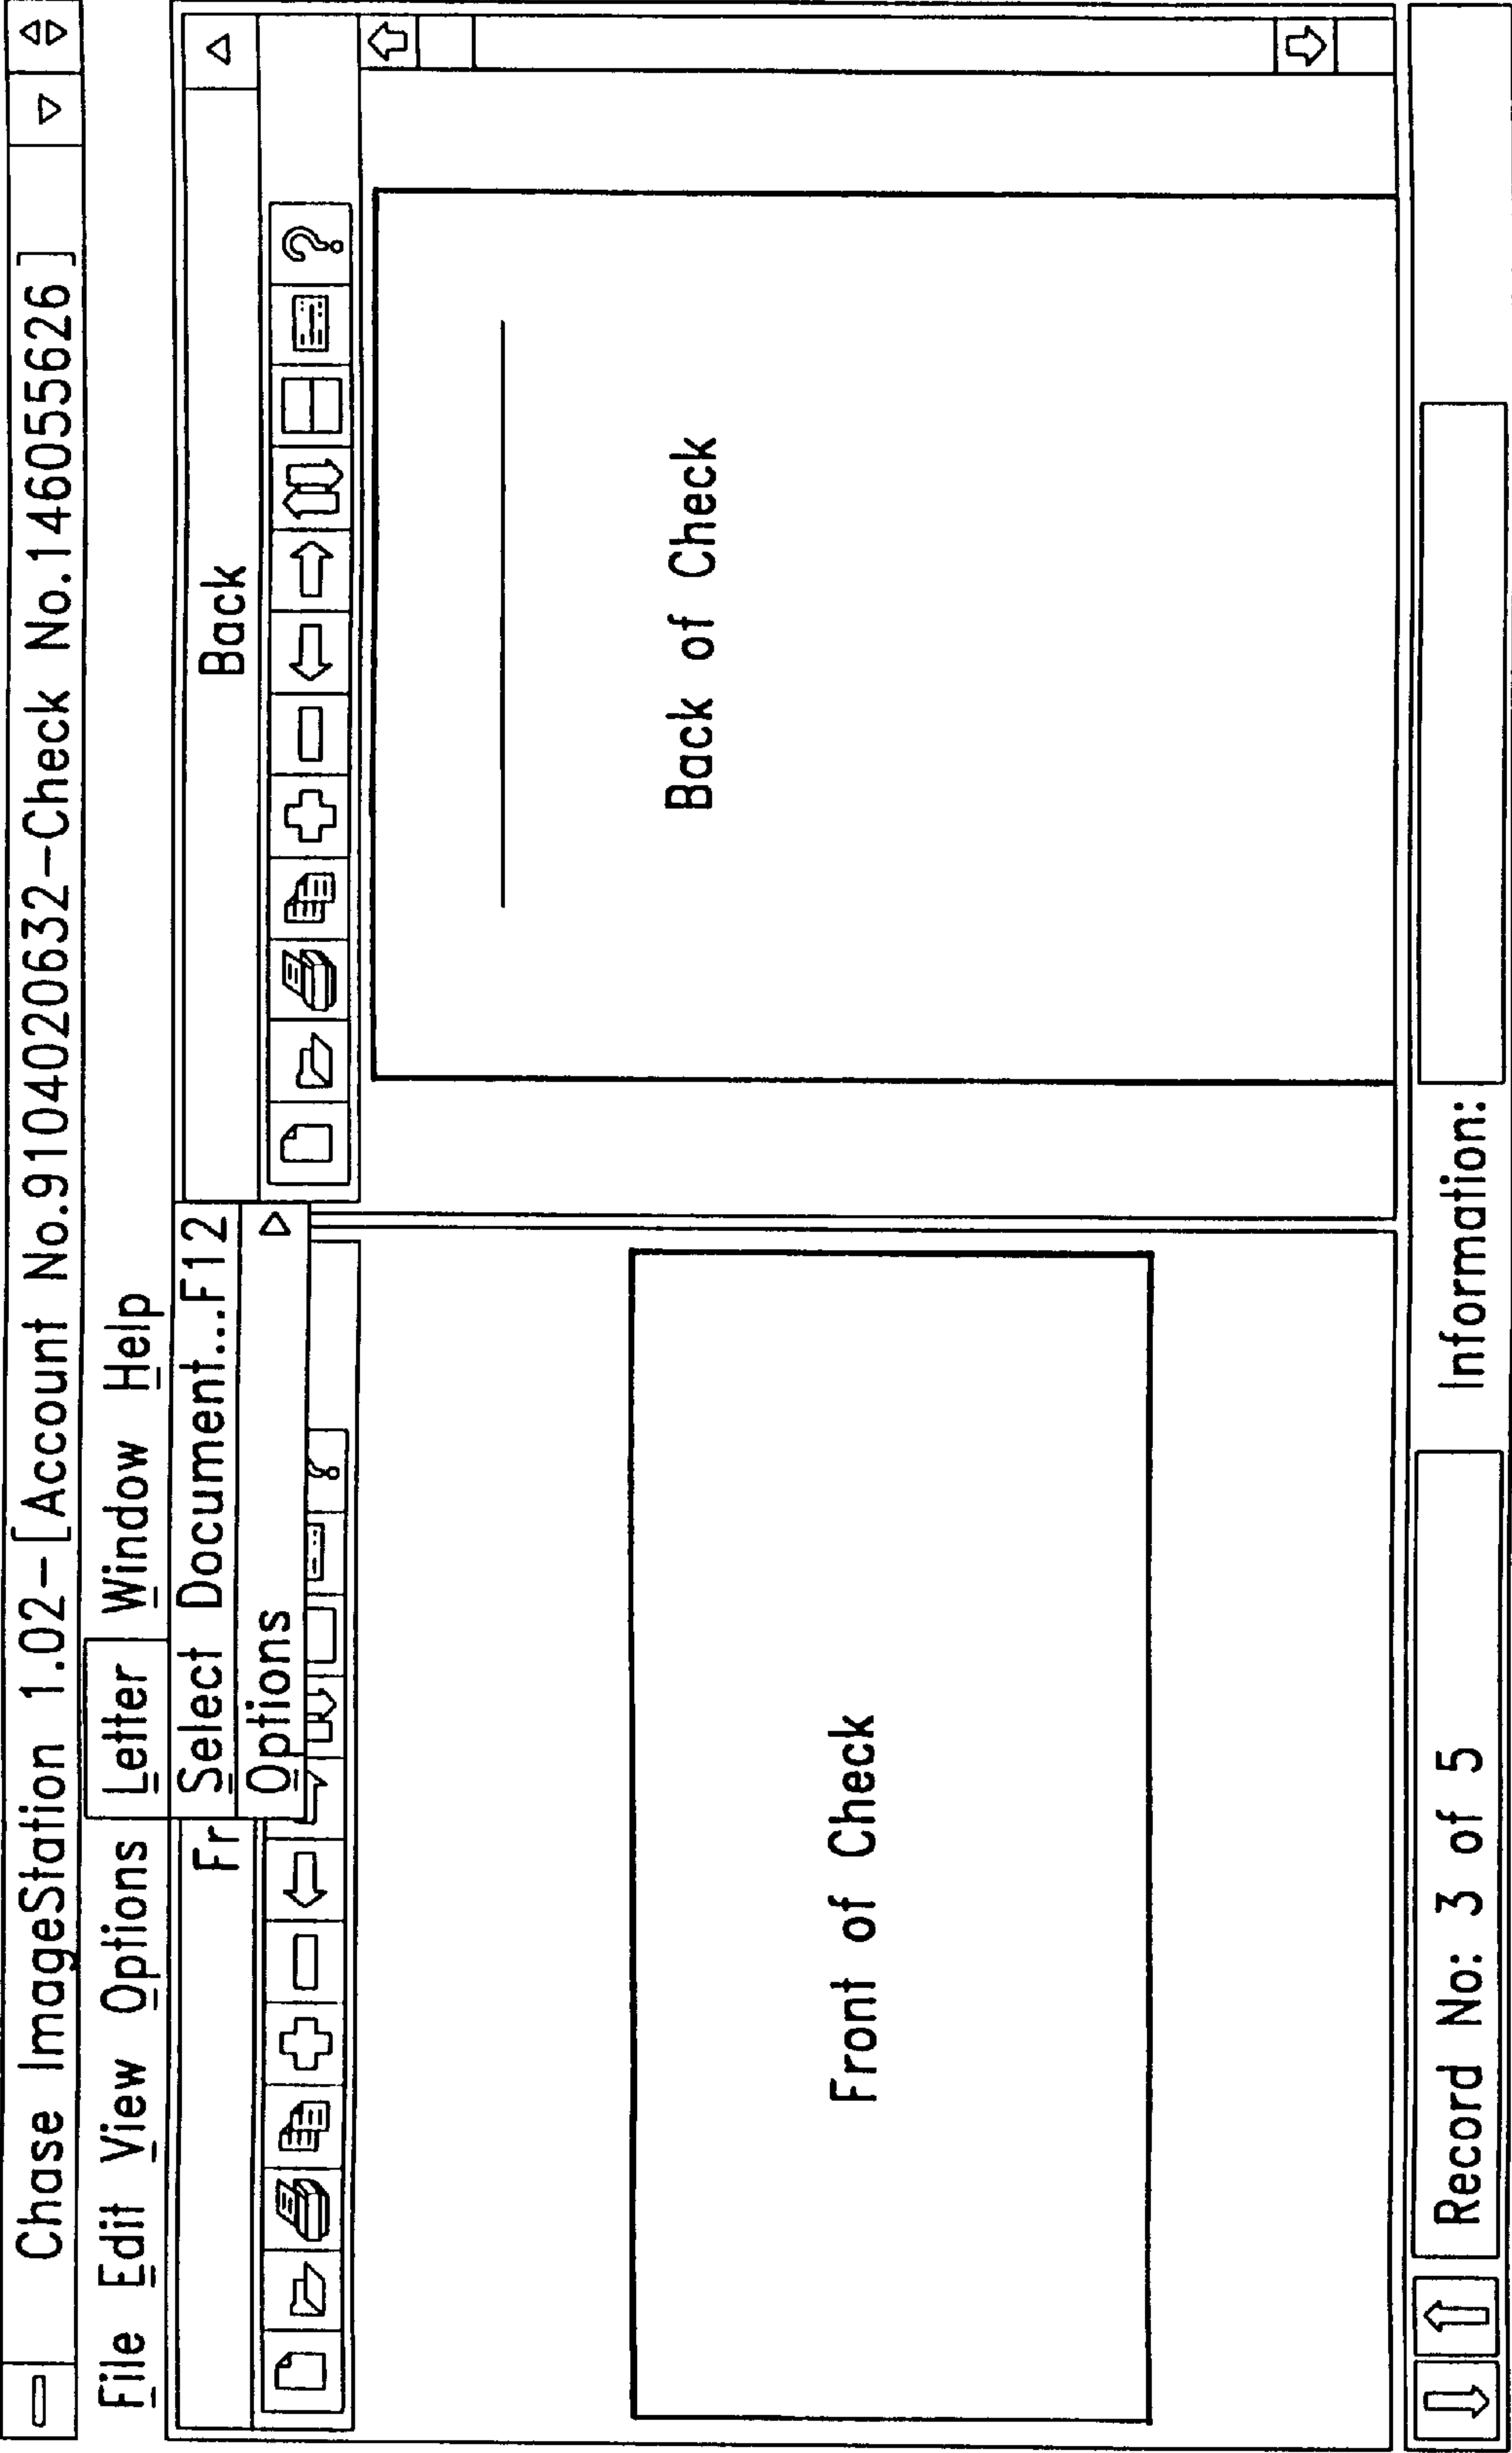 Chase ImageStation 1.02-[Account No.9104020632-Check No.146055626]
File Edit View Options Letter Window Help
Select Document...F12
Options
Fr
Back
?
Front of Check
Back of Check
Record No: 3 of 5
Information: